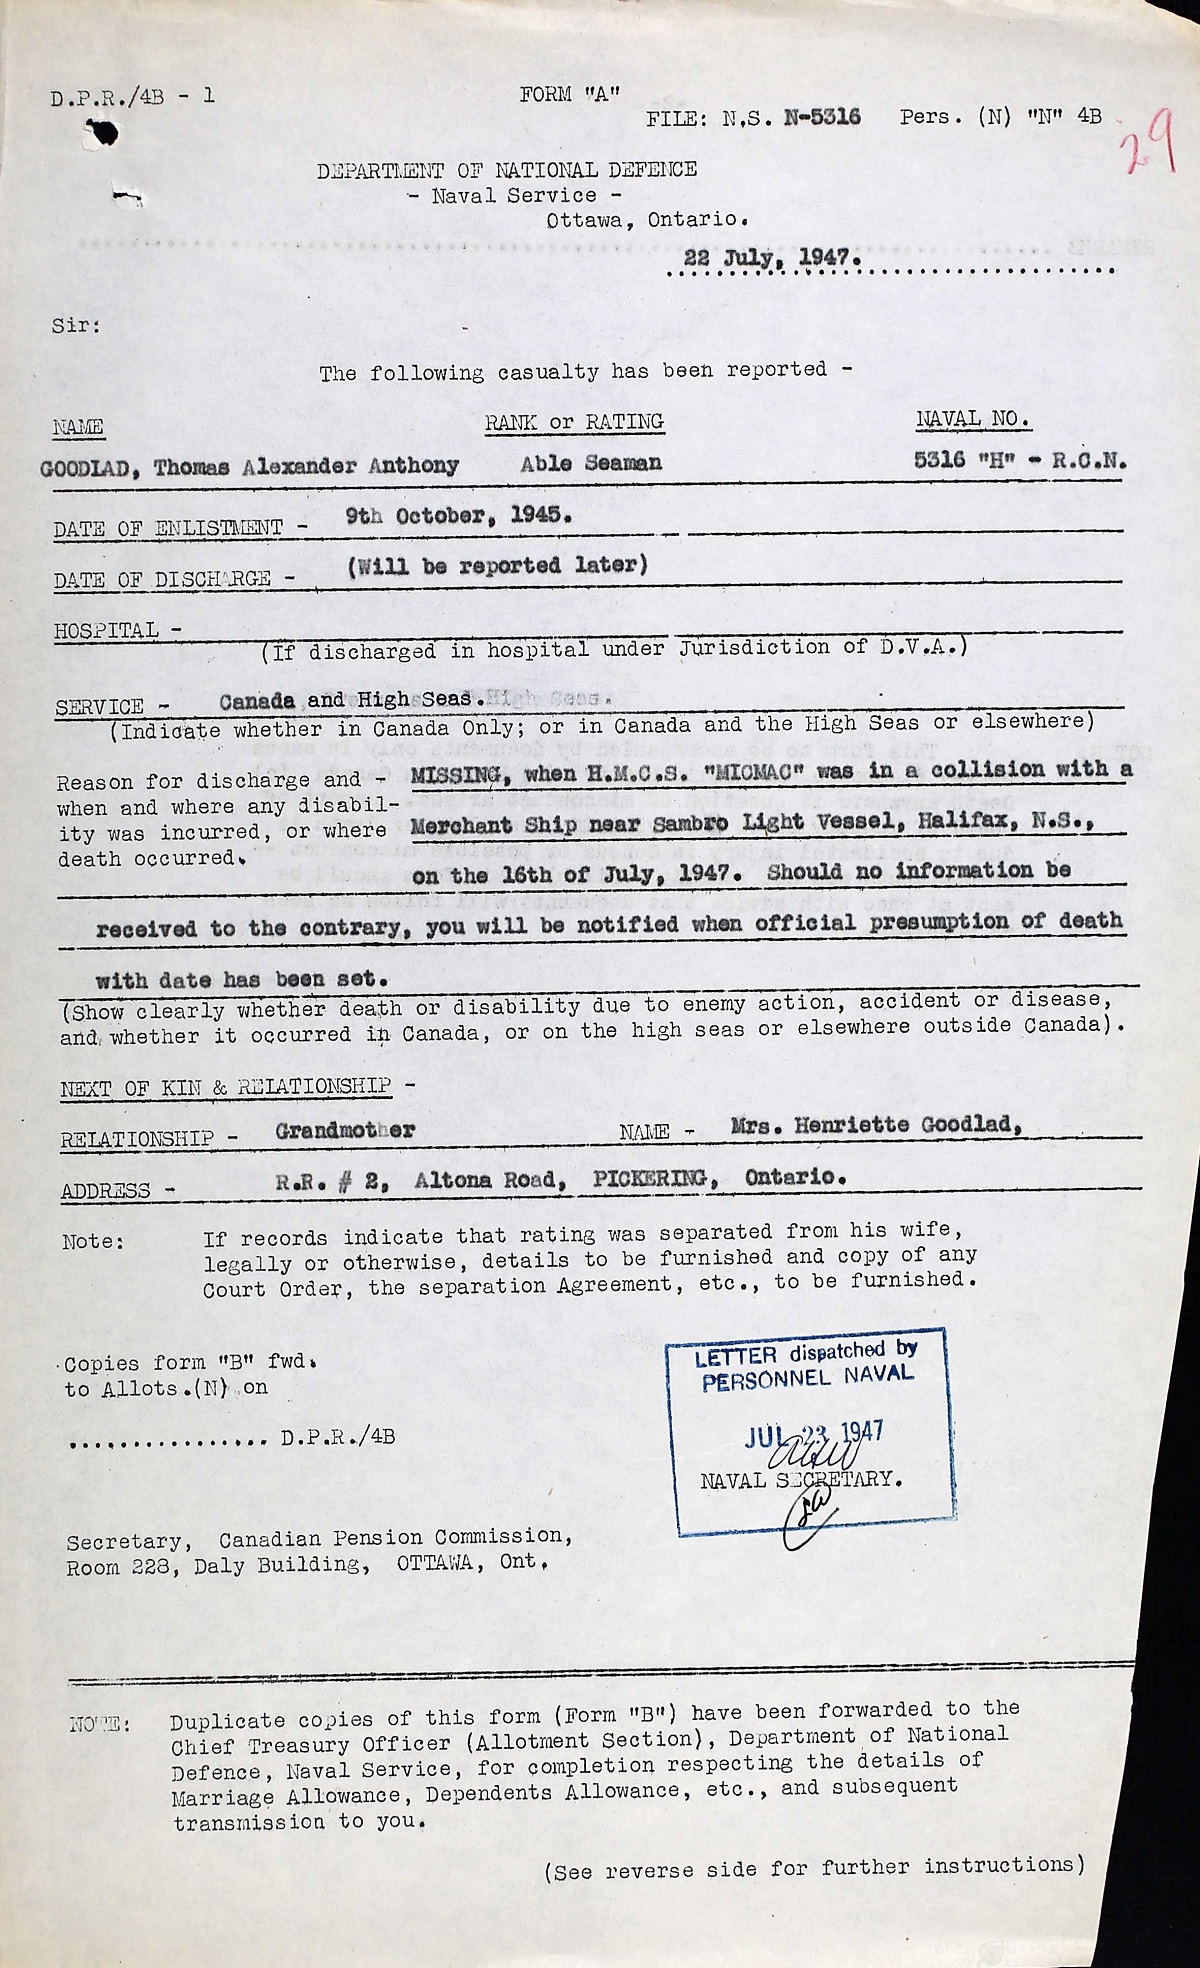 D.P.R./4B - 1
FORM "A"
FILE: N.S. N-5316 Pers. (N) "N" 4B
29
DEPARTMENT OF NATIONAL DEFENCE
- Naval Service -
Ottawa, Ontario.
22 July, 1947.
Sir:
The following casualty has been reported -
NAME RANK or RATING NAVAL NO.
GOODLAD, Thomas Alexander Anthony Able Seaman 5316 "H" - R.C.N.
DATE OF ENLISTMENT - 9th October, 1945.
DATE OF DISCHARGE - (Will be reported later)
HOSPITAL -
(If discharged in hospital under Jurisdiction of D.V.A.)
SERVICE - Canada and High Seas.
(Indicate whether in Canada Only; or in Canada and the High Seas or elsewhere)
Reason for discharge and - MISSING, when H.M.C.S. "MICMAC" was in a collision with a
when and where any disabil-
ity was incurred, or where Merchant Ship near Sambro Light Vessel, Halifax, N.S.,
death occurred.
on the 16th of July, 1947. Should no information be
received to the contrary, you will be notified when official presumption of death
with date has been set.
(Show clearly whether death or disability due to enemy action, accident or disease,
and whether it occurred in Canada, or on the high seas or elsewhere outside Canada).
NEXT OF KIN & RELATIONSHIP -
RELATIONSHIP - Grandmother NAME - Mrs. Henriette Goodlad,
ADDRESS - R.R. # 2, Altona Road, PICKERING, Ontario.
Note: If records indicate that rating was separated from his wife,
legally or otherwise, details to be furnished and copy of any
Court Order, the separation Agreement, etc., to be furnished.
Copies form "B" fwd.
to Allots.(N) on
................ D.P.R./4B
LETTER dispatched by
PERSONNEL NAVAL
JUL 23 1947
NAVAL SECRETARY.
Secretary, Canadian Pension Commission,
Room 228, Daly Building, OTTAWA, Ont.
NOTE: Duplicate copies of this form (Form "B") have been forwarded to the
Chief Treasury Officer (Allotment Section), Department of National
Defence, Naval Service, for completion respecting the details of
Marriage Allowance, Dependents Allowance, etc., and subsequent
transmission to you.
(See reverse side for further instructions)